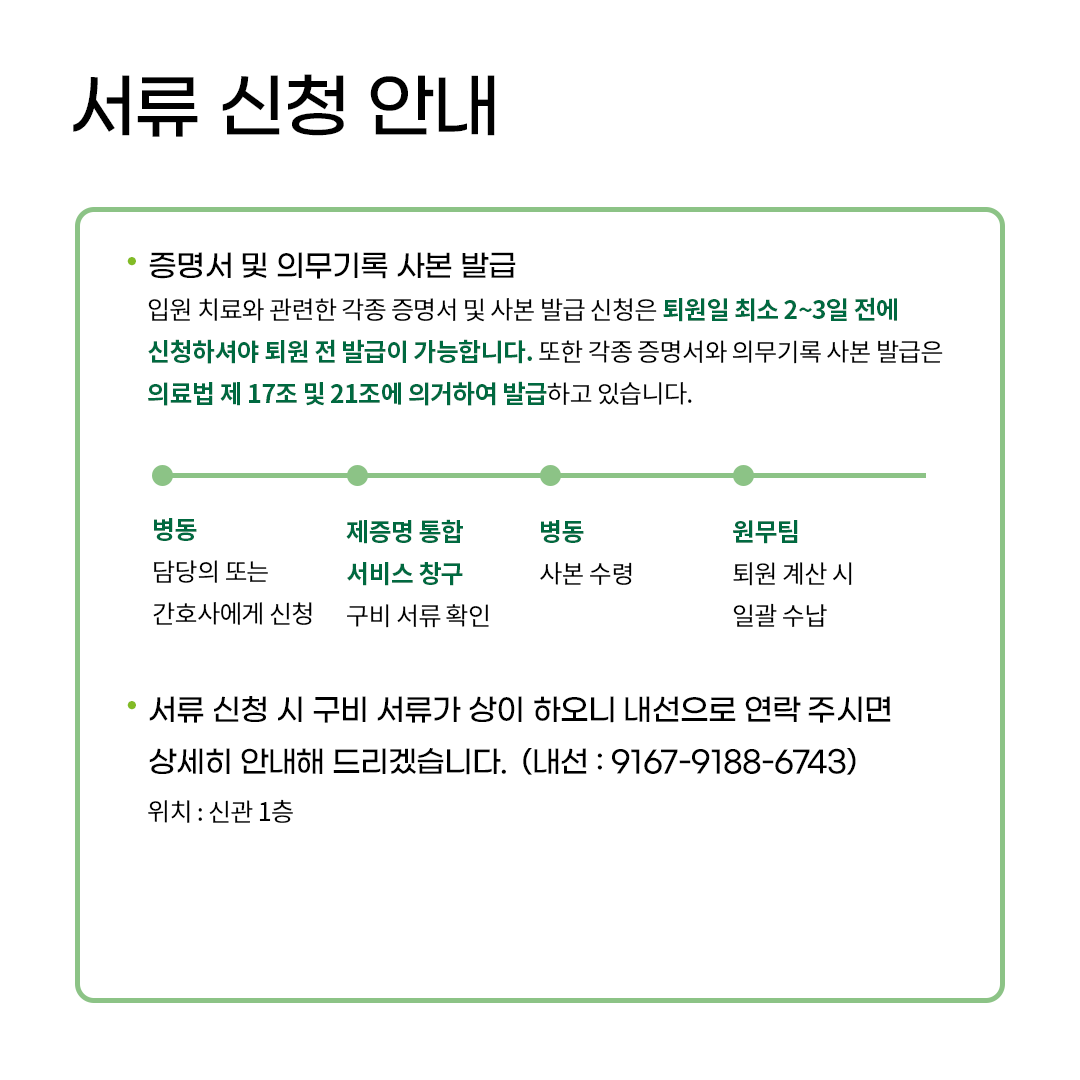 서류 신청 안내
• 증명서 및 의무기록 사본 발급
입원 치료와 관련한 각종 증명서 및 사본 발급 신청은 퇴원일 최소 2~3일 전에
신청하셔야 퇴원 전 발급이 가능합니다. 또한 각종 증명서와 의무기록 사본 발급은
의료법 제 17조 및 21조에 의거하여 발급하고 있습니다.
병동
담당의 또는
간호사에게 신청
제증명 통합
서비스 창구
구비 서류 확인
병동
사본 수령
원무팀
퇴원 계산 시
일괄 수납
• 서류 신청 시 구비 서류가 상이 하오니 내선으로 연락 주시면
상세히 안내해 드리겠습니다. (내선 : 9167-9188-6743)
위치 : 신관 1층